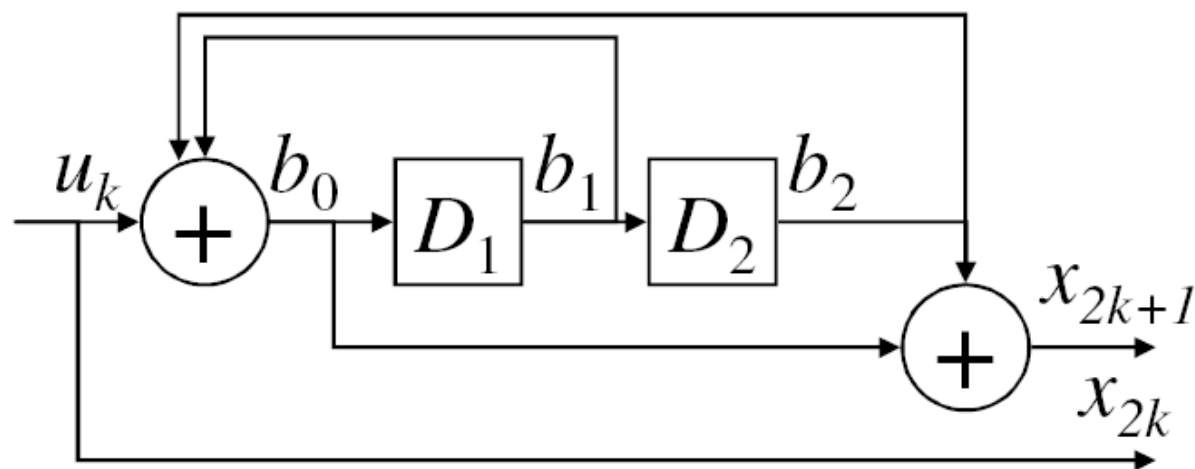 u_k + b_0 D_1 b_1 D_2 b_2
+ x_{2k+1}
x_{2k}